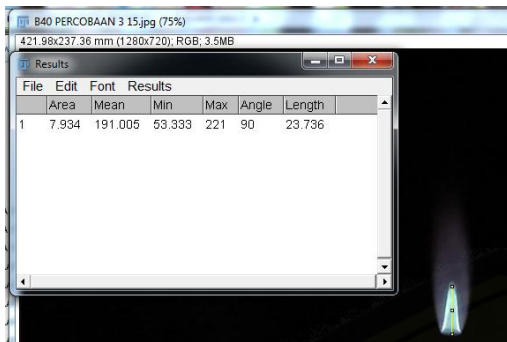 B40 PERCOBAAN 3 15.jpg (75%)
421.98x237.36 mm (1280x720); RGB; 3.5MB
Results
File Edit Font Results
Area Mean Min Max Angle Length
1 7.934 191.005 53.333 221 90 23.736